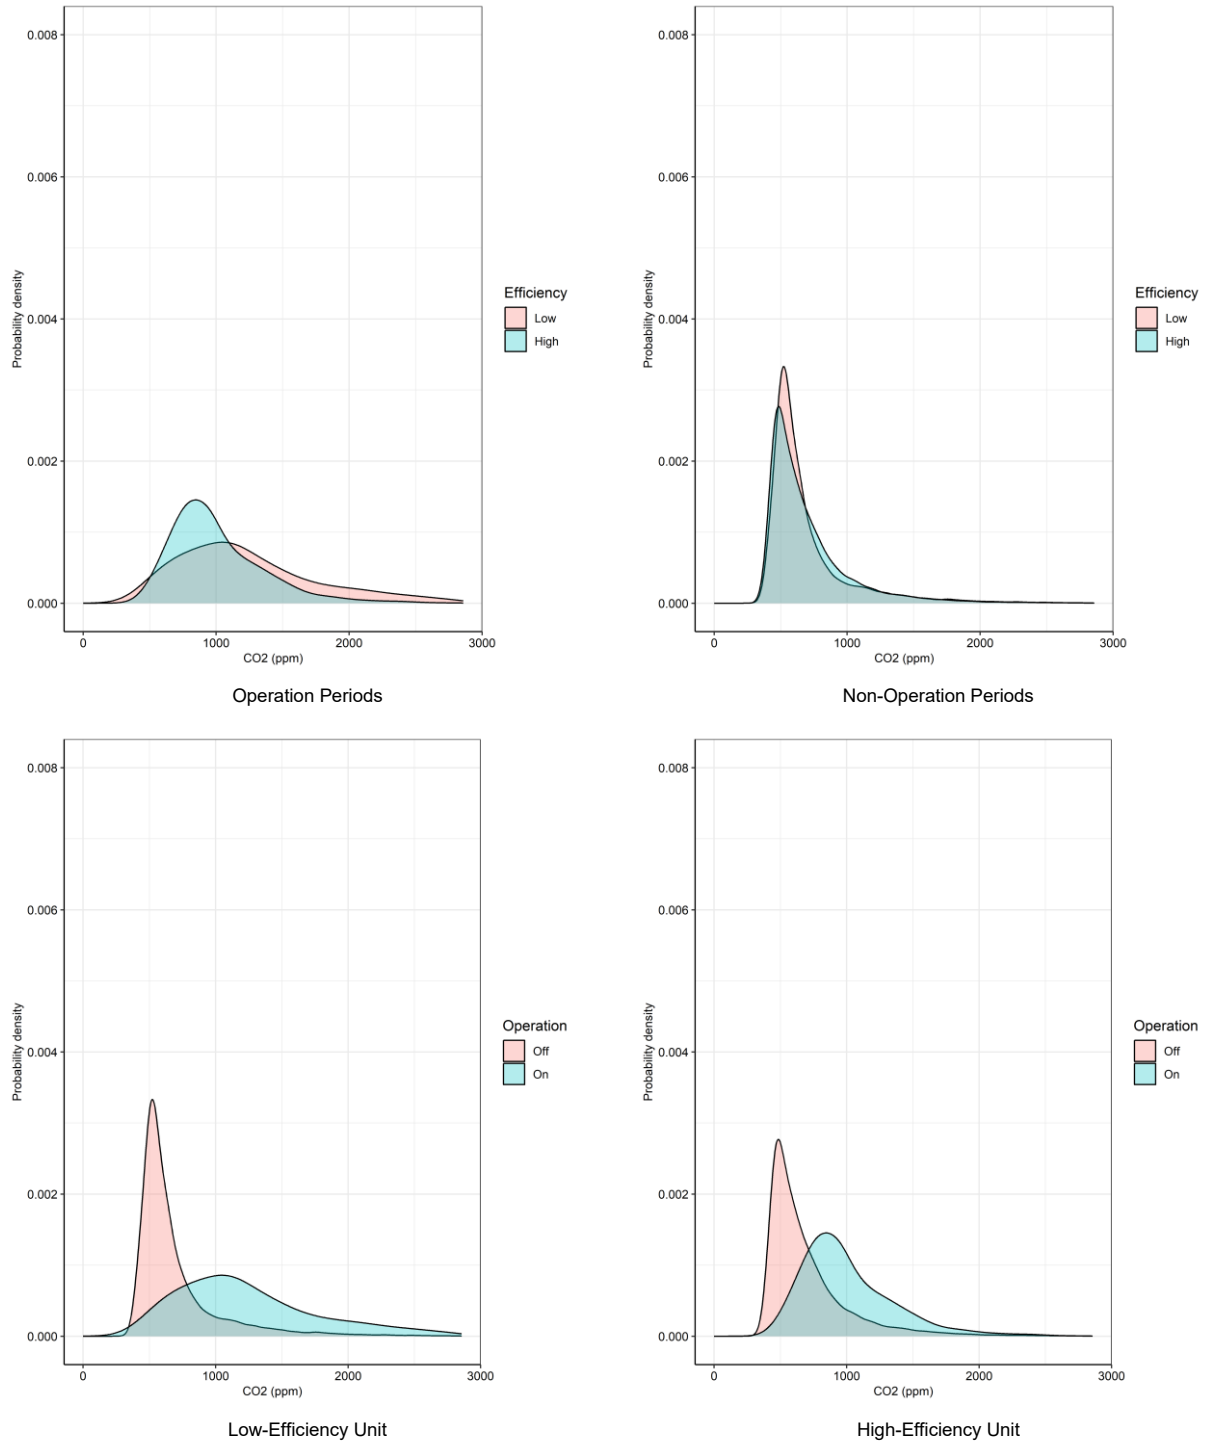 0.008
0.006
0.004
0.002
0.000
Probability density
0 1000 2000 3000
CO2 (ppm)
Efficiency
Low
High
Operation Periods
0.008
0.006
0.004
0.002
0.000
Probability density
0 1000 2000 3000
CO2 (ppm)
Efficiency
Low
High
Non-Operation Periods
0.008
0.006
0.004
0.002
0.000
Probability density
0 1000 2000 3000
CO2 (ppm)
Operation
Off
On
Low-Efficiency Unit
0.008
0.006
0.004
0.002
0.000
Probability density
0 1000 2000 3000
CO2 (ppm)
Operation
Off
On
High-Efficiency Unit